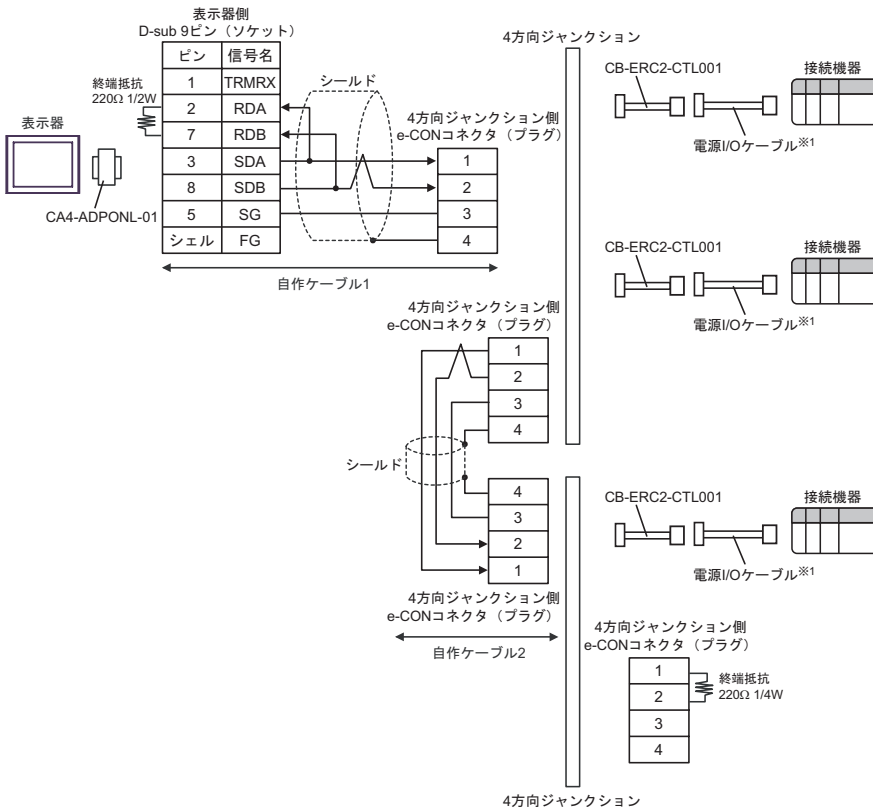 表示器側
D-sub 9ピン（ソケット）
ピン 信号名
1 TRMRX
2 RDA
7 RDB
3 SDA
8 SDB
5 SG
シェル FG
終端抵抗
220Ω 1/2W
表示器
CA4-ADPONL-01
シールド
4方向ジャンクション側
e-CONコネクタ（プラグ）
1
2
3
4
自作ケーブル1
4方向ジャンクション
CB-ERC2-CTL001
接続機器
電源I/Oケーブル※1
CB-ERC2-CTL001
接続機器
電源I/Oケーブル※1
4方向ジャンクション側
e-CONコネクタ（プラグ）
1
2
3
4
シールド
4
3
2
1
4方向ジャンクション側
e-CONコネクタ（プラグ）
自作ケーブル2
CB-ERC2-CTL001
接続機器
電源I/Oケーブル※1
4方向ジャンクション側
e-CONコネクタ（プラグ）
1
2
3
4
終端抵抗
220Ω 1/4W
4方向ジャンクション